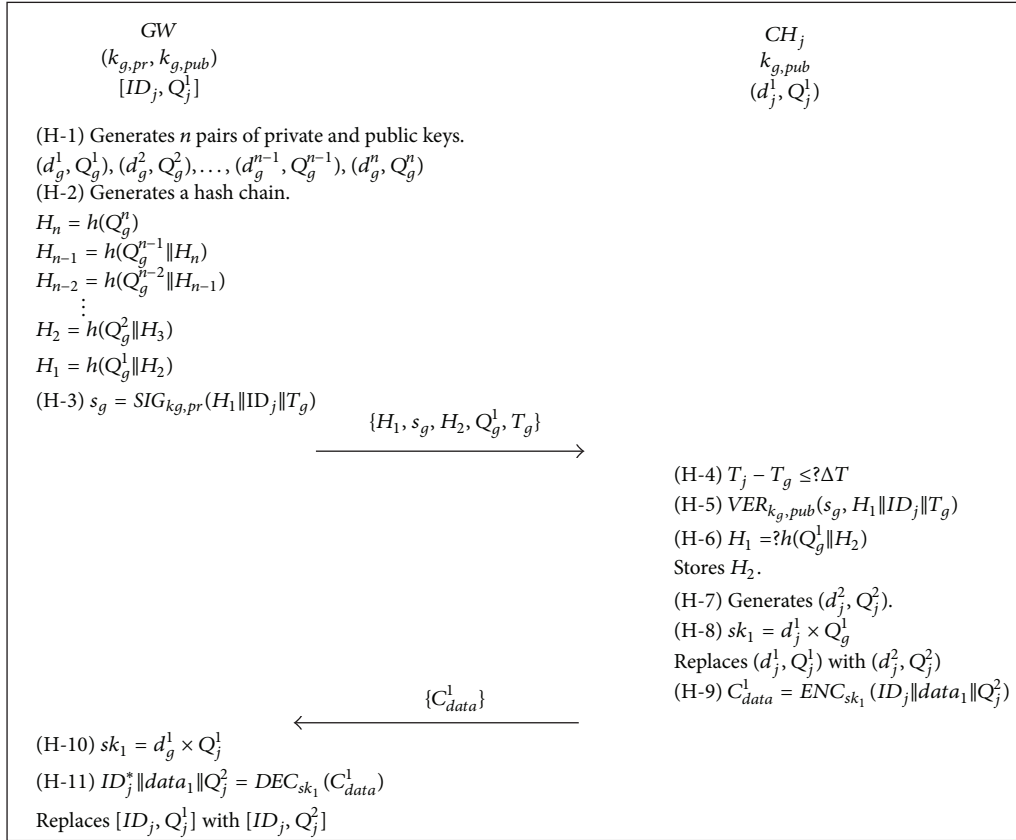 GW
(k_{g,pr}, k_{g,pub})
[ID_j, Q_j^1]
CH_j
k_{g,pub}
(d_j^1, Q_j^1)
(H-1) Generates n pairs of private and public keys.
(d_g^1, Q_g^1), (d_g^2, Q_g^2), . . . , (d_g^{n-1}, Q_g^{n-1}), (d_g^n, Q_g^n)
(H-2) Generates a hash chain.
H_n = h(Q_g^n)
H_{n-1} = h(Q_g^{n-1}‖H_n)
H_{n-2} = h(Q_g^{n-2}‖H_{n-1})
⋮
H_2 = h(Q_g^2‖H_3)
H_1 = h(Q_g^1‖H_2)
(H-3) s_g = SIG_{kg,pr}(H_1‖ID_j‖T_g)
{H_1, s_g, H_2, Q_g^1, T_g}
(H-4) T_j − T_g ≤?ΔT
(H-5) VER_{k_g,pub}(s_g, H_1‖ID_j‖T_g)
(H-6) H_1 =?h(Q_g^1‖H_2)
Stores H_2.
(H-7) Generates (d_j^2, Q_j^2).
(H-8) sk_1 = d_j^1 × Q_g^1
Replaces (d_j^1, Q_j^1) with (d_j^2, Q_j^2)
(H-9) C_{data}^1 = ENC_{sk_1}(ID_j‖data_1‖Q_j^2)
{C_{data}^1}
(H-10) sk_1 = d_g^1 × Q_j^1
(H-11) ID_j^*‖data_1‖Q_j^2 = DEC_{sk_1}(C_{data}^1)
Replaces [ID_j, Q_j^1] with [ID_j, Q_j^2]